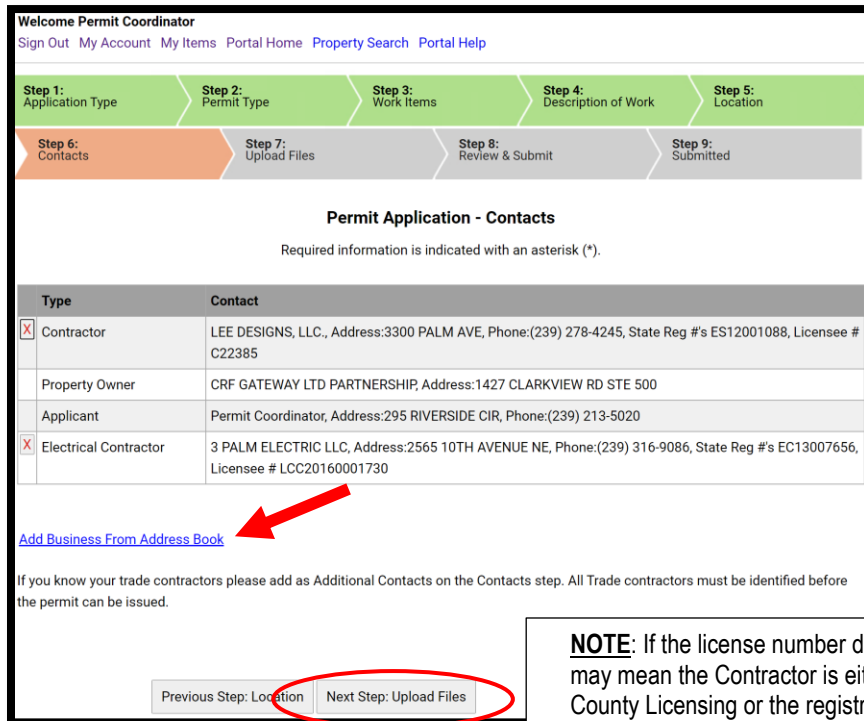 Welcome Permit Coordinator
Sign Out My Account My Items Portal Home Property Search Portal Help
Step 1: Step 2: Step 3: Step 4: Step 5:
Application Type Permit Type Work Items Description of Work Location
Step 6: Step 7: Step 8: Step 9:
Contacts Upload Files Review & Submit Submitted
Permit Application - Contacts
Required information is indicated with an asterisk (*).
Type Contact
X Contractor LEE DESIGNS, LLC., Address:3300 PALM AVE, Phone:(239) 278-4245, State Reg #'s ES12001088, Licensee #
C22385
Property Owner CRF GATEWAY LTD PARTNERSHIP, Address:1427 CLARKVIEW RD STE 500
Applicant Permit Coordinator, Address:295 RIVERSIDE CIR, Phone:(239) 213-5020
X Electrical Contractor 3 PALM ELECTRIC LLC, Address:2565 10TH AVENUE NE, Phone:(239) 316-9086, State Reg #'s EC13007656,
Licensee # LCC20160001730
Add Business From Address Book
If you know your trade contractors please add as Additional Contacts on the Contacts step. All Trade contractors must be identified before
the permit can be issued.
NOTE: If the license number d
may mean the Contractor is eit
County Licensing or the registr
Previous Step: Location Next Step: Upload Files